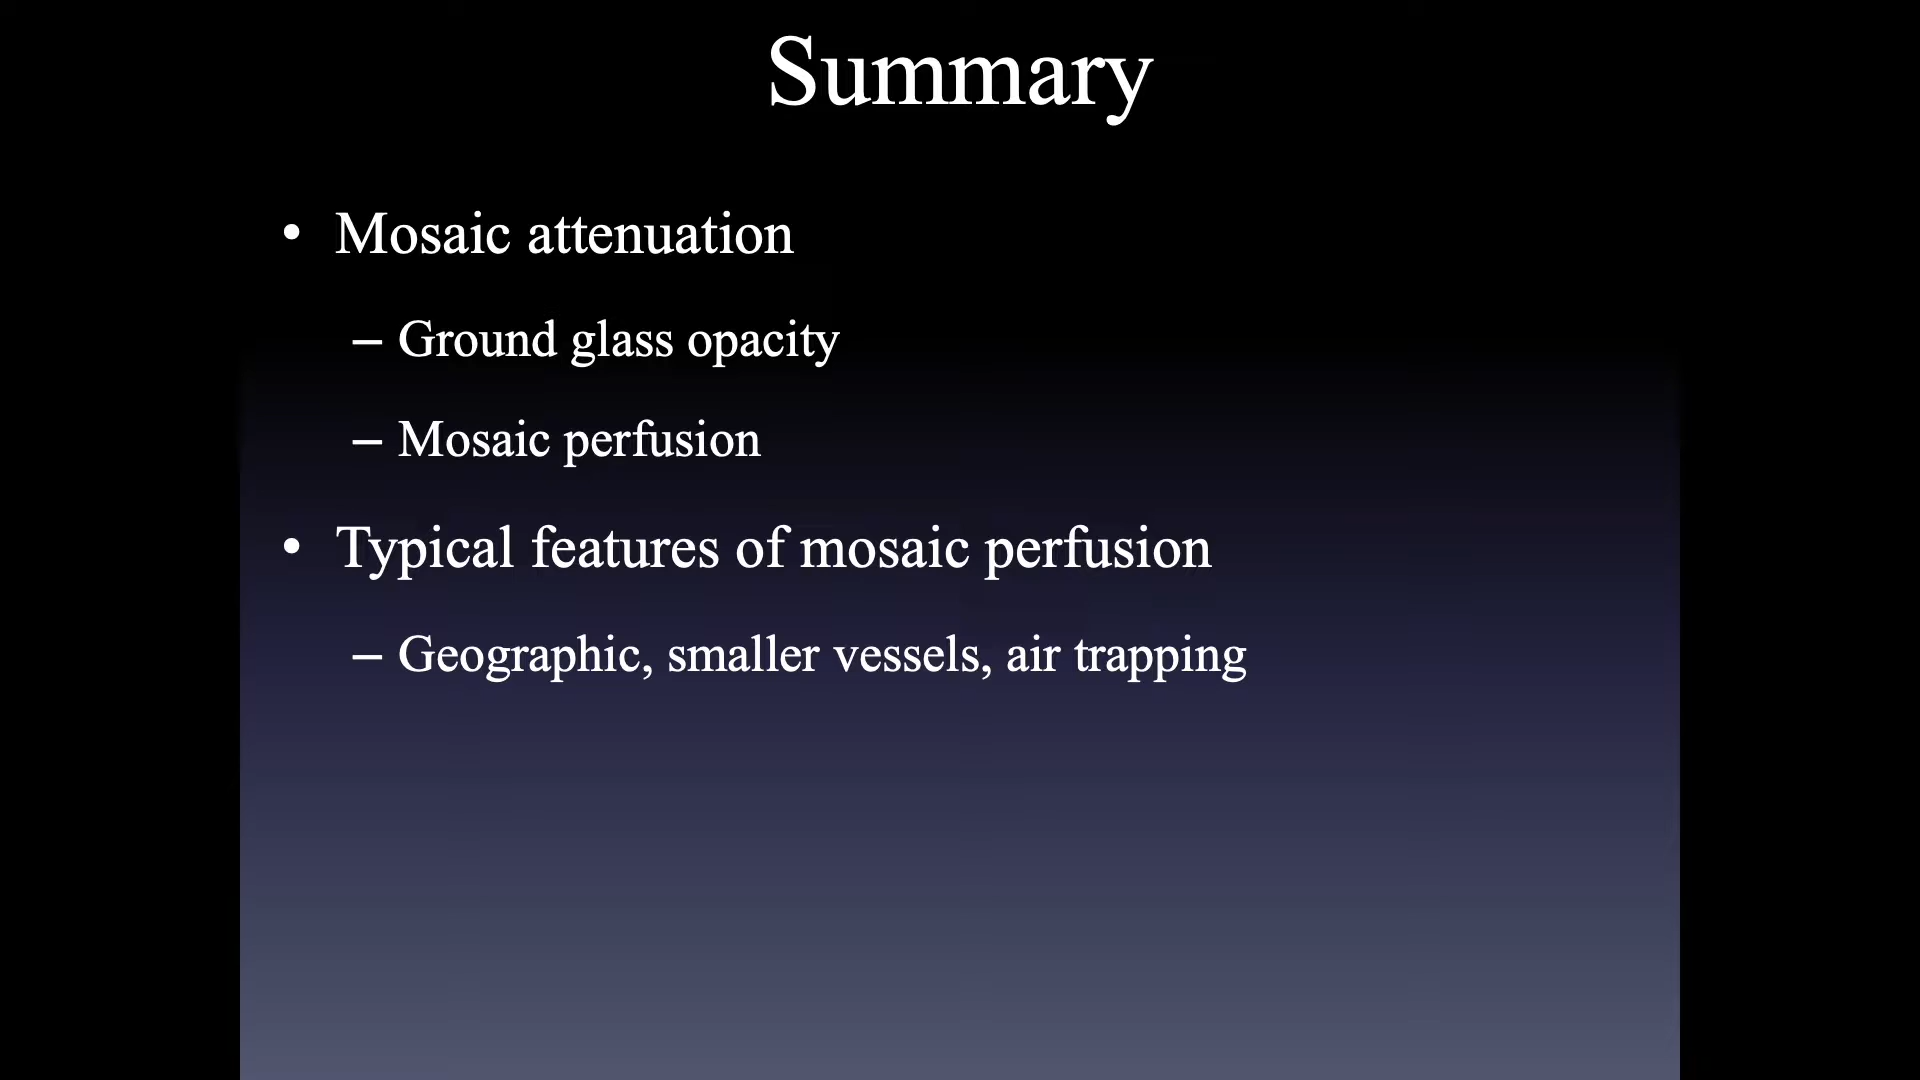 Summary
• Mosaic attenuation
– Ground glass opacity
– Mosaic perfusion
• Typical features of mosaic perfusion
– Geographic, smaller vessels, air trapping